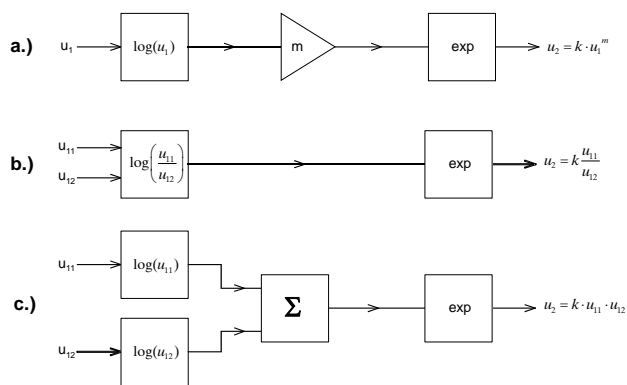 a.) u₁ log(u₁) m exp u₂ = k · u₁ᵐ
b.) u₁₁ u₁₂ log(u₁₁/u₁₂) exp u₂ = k u₁₁/u₁₂
u₁₁ log(u₁₁)
c.) Σ exp u₂ = k · u₁₁ · u₁₂
u₁₂ log(u₁₂)